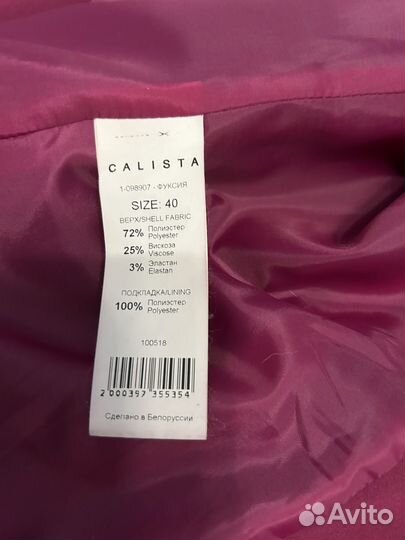 CALISTA
1-098907 - ФУКСИЯ
SIZE: 40
ВЕРХ/SHELL FABRIC
72% Полиэстер
Polyester
25% Вискоза
Viscose
3% Эластан
Elastan
ПОДКЛАДКА/LINING
100% Полиэстер
Polyester
100518
2 000397 355354
Сделано в Белоруссии
Avito